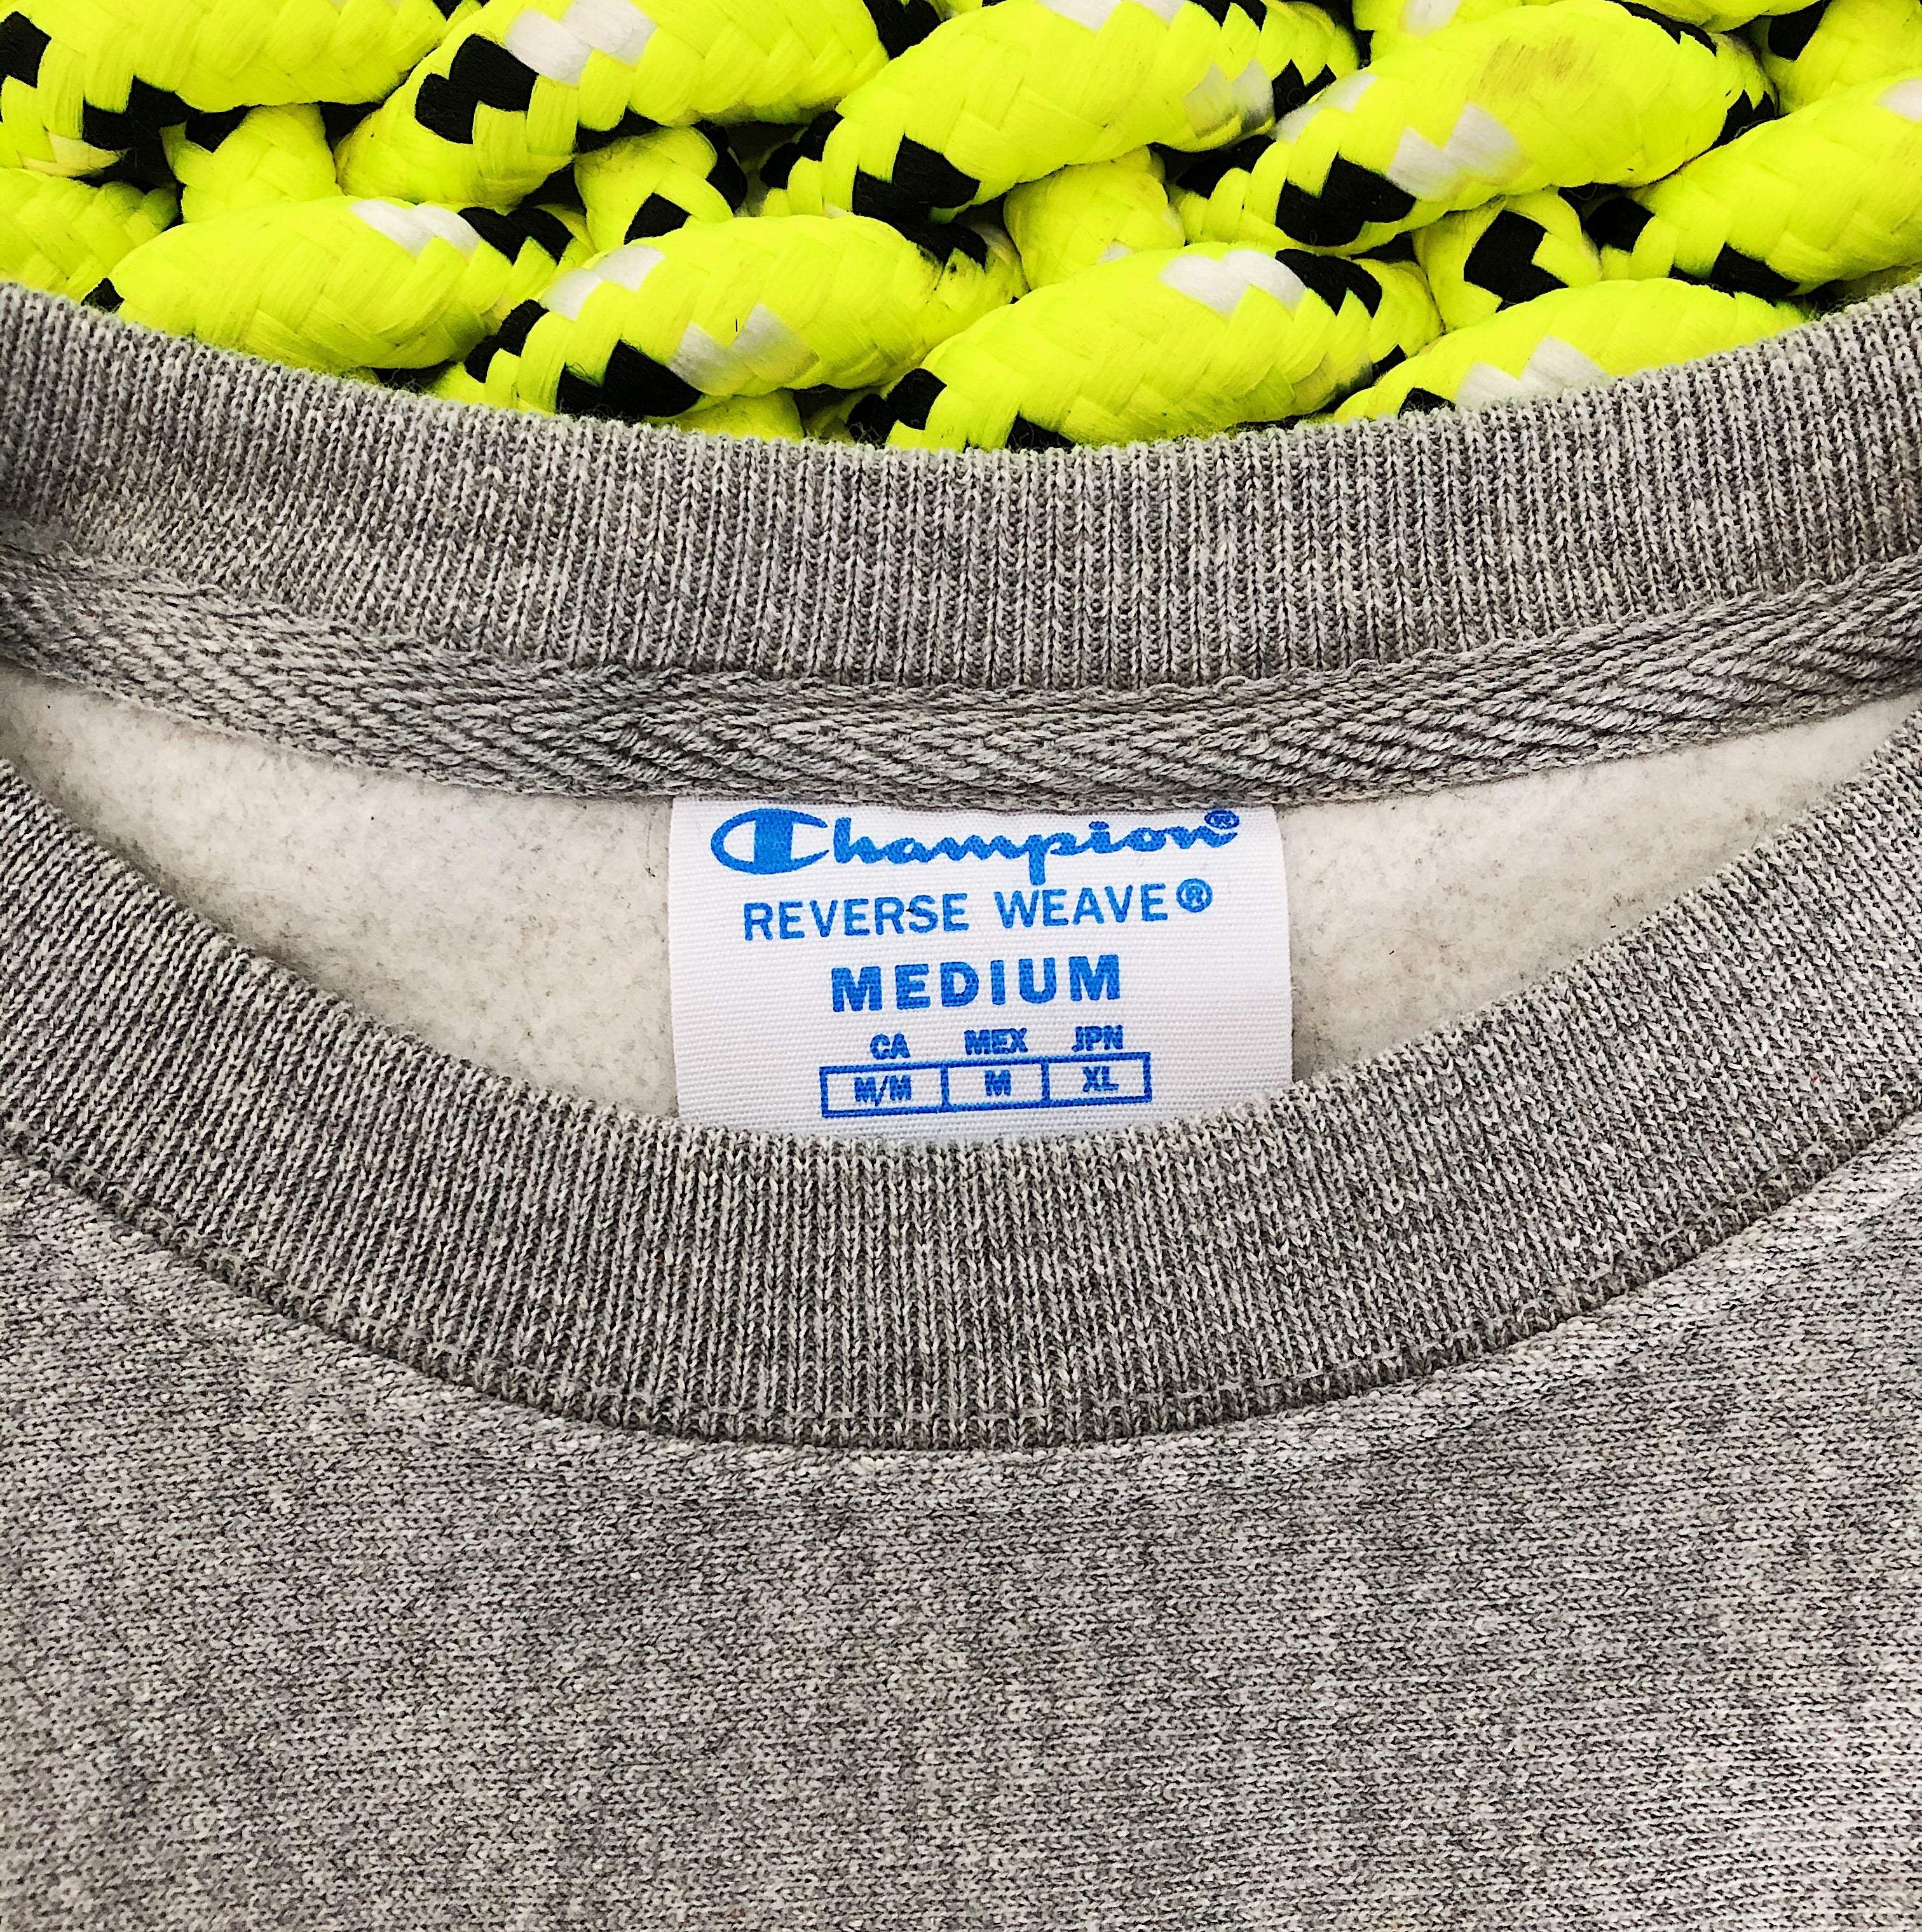 Champion®
REVERSE WEAVE®
MEDIUM
CA MEX JPN
M/M M XL